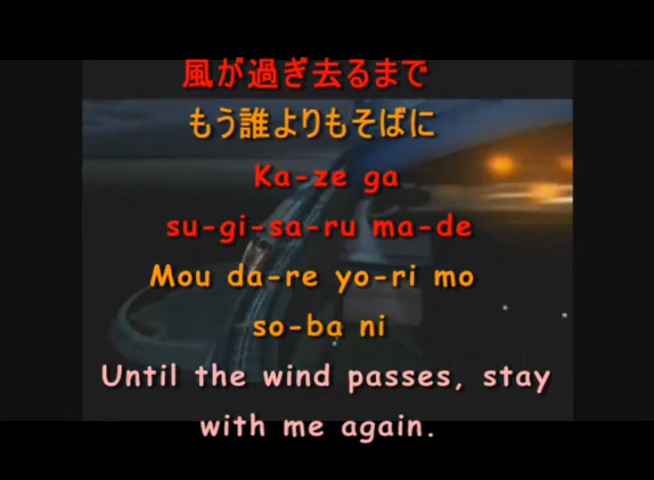 風が過ぎ去るまで
もう誰よりもそばに
Ka-ze ga
su-gi-sa-ru ma-de
Mou da-re yo-ri mo
so-ba ni
Until the wind passes, stay
with me again.